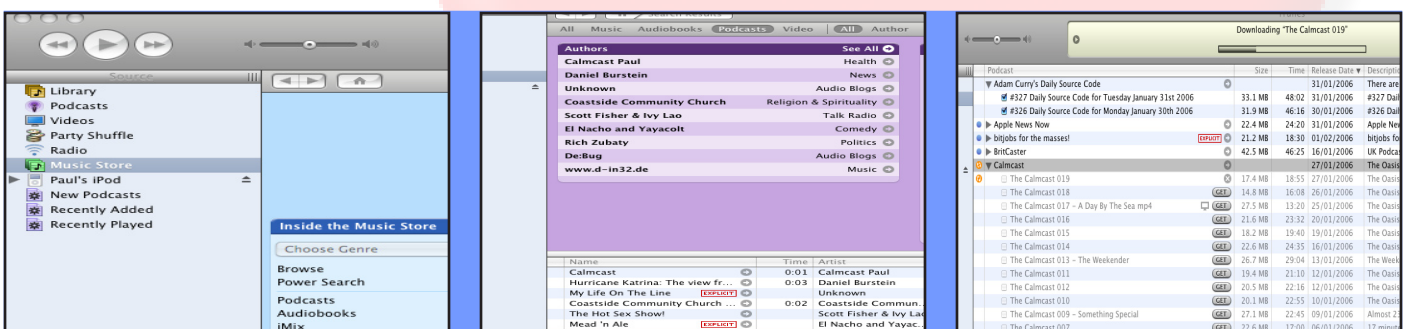 Source
Library
Podcasts
Videos
Party Shuffle
Radio
Music Store
Paul's iPod
New Podcasts
Recently Added
Recently Played
Inside the Music Store
Choose Genre
Browse
Power Search
Podcasts
Audiobooks
iMix
Search Results
All Music Audiobooks Podcasts Video All Author
Authors See All
Calmcast Paul Health
Daniel Burstein News
Unknown Audio Blogs
Coastside Community Church Religion & Spirituality
Scott Fisher & Ivy Lao Talk Radio
El Nacho and Yayacolt Comedy
Rich Zubaty Politics
De:Bug Audio Blogs
www.d-in32.de Music
Name Time Artist
Calmcast 0:01 Calmcast Paul
Hurricane Katrina: The view fr... 0:03 Daniel Burstein
My Life On The Line EXPLICIT Unknown
Coastside Community Church ... 0:02 Coastside Commun...
The Hot Sex Show! Scott Fisher & Ivy Lao
Mead 'n Ale EXPLICIT El Nacho and Yayac...
iTunes
Downloading "The Calmcast 019"
Podcast Size Time Release Date Descriptio
Adam Curry's Daily Source Code 31/01/2006 There are
#327 Daily Source Code for Tuesday January 31st 2006 33.1 MB 48:02 31/01/2006 #327 Dail
#326 Daily Source Code for Monday January 30th 2006 31.9 MB 46:16 30/01/2006 #326 Dail
Apple News Now 22.4 MB 24:20 31/01/2006 Apple New
bitjobs for the masses! EXPLICIT 21.2 MB 18:30 01/02/2006 bitjobs fo
BritCaster 42.5 MB 46:25 16/01/2006 UK Podca
Calmcast 27/01/2006 The Oasis
The Calmcast 019 17.4 MB 18:55 27/01/2006 The Oasis
The Calmcast 018 GET 14.8 MB 16:08 26/01/2006 The Oasis
The Calmcast 017 - A Day By The Sea mp4 GET 27.5 MB 13:20 25/01/2006 The Oasis
The Calmcast 016 GET 21.6 MB 23:32 20/01/2006 The Oasis
The Calmcast 015 GET 18.2 MB 19:40 19/01/2006 The Oasis
The Calmcast 014 GET 22.6 MB 24:35 16/01/2006 The Oasis
The Calmcast 013 - The Weekender GET 26.7 MB 29:04 13/01/2006 The Week
The Calmcast 011 GET 19.4 MB 21:10 12/01/2006 The Oasis
The Calmcast 012 GET 20.5 MB 22:16 12/01/2006 The Oasis
The Calmcast 010 GET 20.1 MB 22:55 10/01/2006 The Oasis
The Calmcast 009 - Something Special GET 27.1 MB 22:45 09/01/2006 Almost 23
The Calmcast 007 GET 22.6 MB 17:00 06/01/2006 17 minute